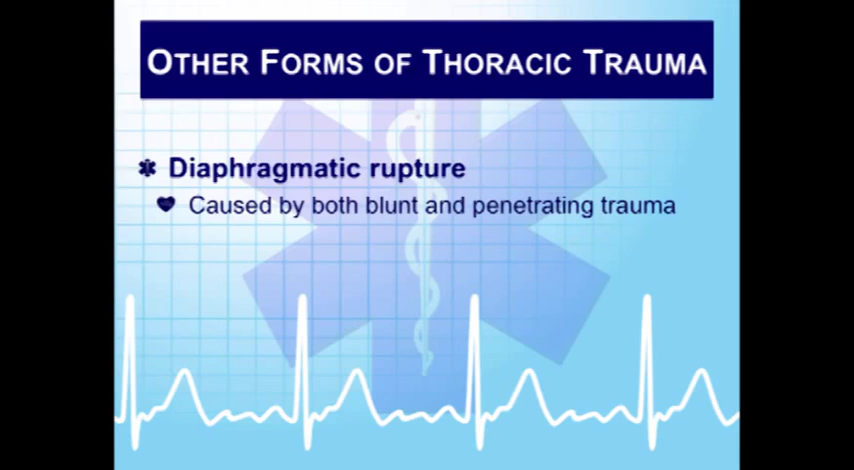 OTHER FORMS OF THORACIC TRAUMA
Diaphragmatic rupture
Caused by both blunt and penetrating trauma